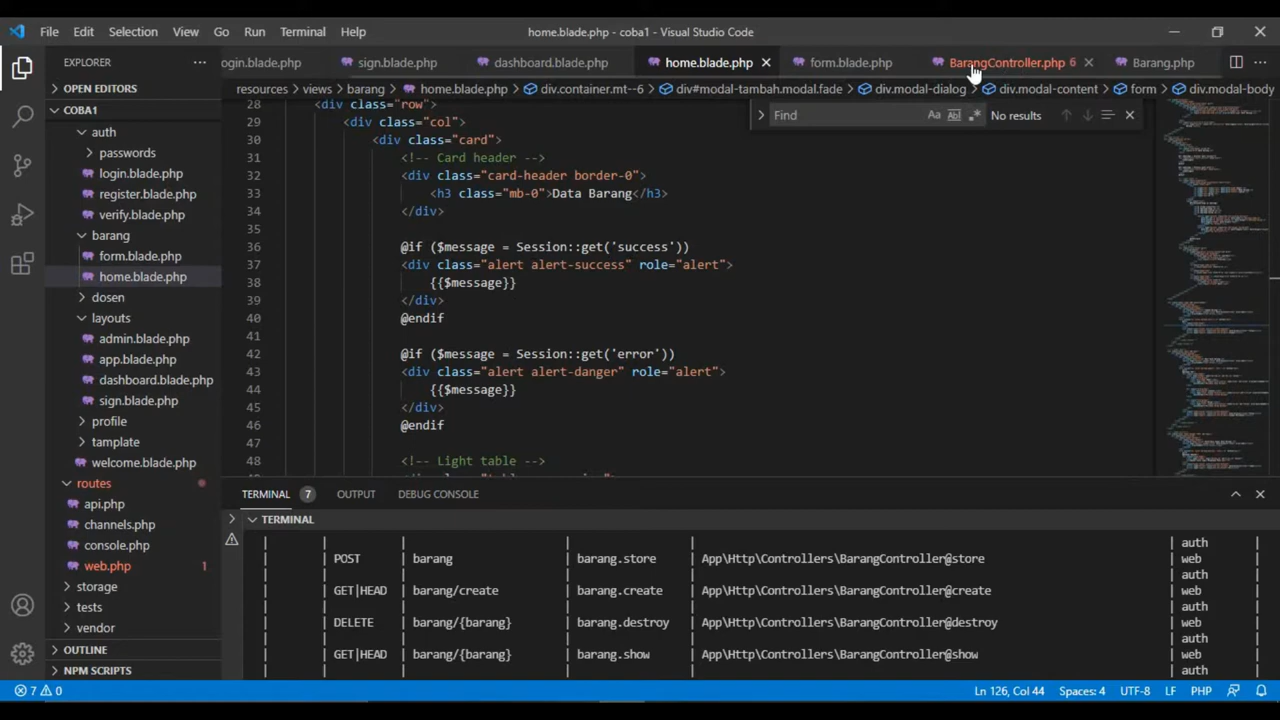 File Edit Selection View Go Run Terminal Help home.blade.php - coba1 - Visual Studio Code
EXPLORER
ogin.blade.php sign.blade.php dashboard.blade.php home.blade.php form.blade.php BarangController.php 6 Barang.php
resources > views > barang > home.blade.php > div.container.mt--6 > div#modal-tambah.modal.fade > div.modal-dialog > div.modal-content > form > div.modal-body
Find
Aa Abl No results
OPEN EDITORS
COBA1
auth
passwords
login.blade.php
register.blade.php
verify.blade.php
barang
form.blade.php
home.blade.php
dosen
layouts
admin.blade.php
app.blade.php
dashboard.blade.php
sign.blade.php
profile
tamplate
welcome.blade.php
routes
api.php
channels.php
console.php
web.php 1
storage
tests
vendor
OUTLINE
NPM SCRIPTS
28 <div class="row">
29 <div class="col">
30 <div class="card">
31 <!-- Card header -->
32 <div class="card-header border-0">
33 <h3 class="mb-0">Data Barang</h3>
34 </div>
35
36 @if ($message = Session::get('success'))
37 <div class="alert alert-success" role="alert">
38 {{$message}}
39 </div>
40 @endif
41
42 @if ($message = Session::get('error'))
43 <div class="alert alert-danger" role="alert">
44 {{$message}}
45 </div>
46 @endif
47
48 <!-- Light table -->
TERMINAL 7 OUTPUT DEBUG CONSOLE
TERMINAL
| | | | | | auth |
| | POST | barang | barang.store | App\Http\Controllers\BarangController@store | web |
| | | | | | auth |
| | GET|HEAD | barang/create | barang.create | App\Http\Controllers\BarangController@create | web |
| | | | | | auth |
| | DELETE | barang/{barang} | barang.destroy | App\Http\Controllers\BarangController@destroy | web |
| | | | | | auth |
| | GET|HEAD | barang/{barang} | barang.show | App\Http\Controllers\BarangController@show | web |
| | | | | | auth |
7 0 Ln 126, Col 44 Spaces: 4 UTF-8 LF PHP